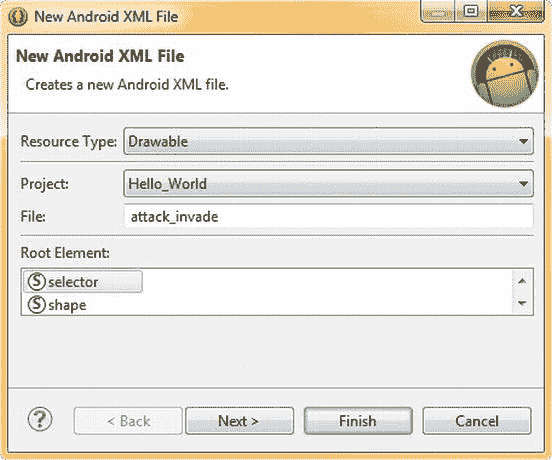 New Android XML File
New Android XML File
Creates a new Android XML file.
Resource Type: Drawable
Project: Hello_World
File: attack_invade
Root Element:
S selector
S shape
? < Back Next > Finish Cancel